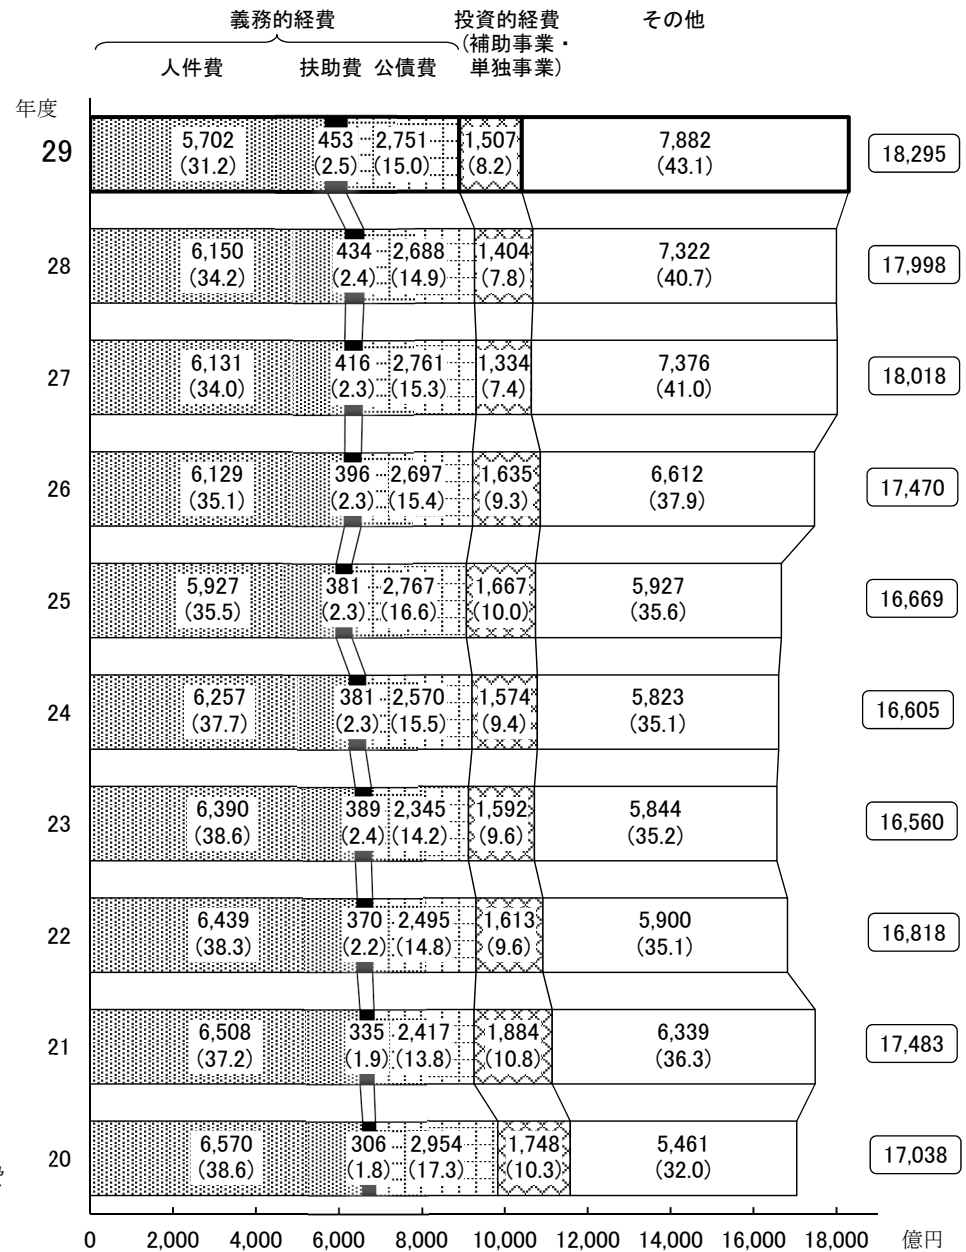 義務的経費 投資的経費 その他
(補助事業・
人件費 扶助費 公債費 単独事業)
年度
29 5,702 453 2,751 1,507 7,882 18,295
(31.2) (2.5) (15.0) (8.2) (43.1)
28 6,150 434 2,688 1,404 7,322 17,998
(34.2) (2.4) (14.9) (7.8) (40.7)
27 6,131 416 2,761 1,334 7,376 18,018
(34.0) (2.3) (15.3) (7.4) (41.0)
26 6,129 396 2,697 1,635 6,612 17,470
(35.1) (2.3) (15.4) (9.3) (37.9)
25 5,927 381 2,767 1,667 5,927 16,669
(35.5) (2.3) (16.6) (10.0) (35.6)
24 6,257 381 2,570 1,574 5,823 16,605
(37.7) (2.3) (15.5) (9.4) (35.1)
23 6,390 389 2,345 1,592 5,844 16,560
(38.6) (2.4) (14.2) (9.6) (35.2)
22 6,439 370 2,495 1,613 5,900 16,818
(38.3) (2.2) (14.8) (9.6) (35.1)
21 6,508 335 2,417 1,884 6,339 17,483
(37.2) (1.9) (13.8) (10.8) (36.3)
20 6,570 306 2,954 1,748 5,461 17,038
(38.6) (1.8) (17.3) (10.3) (32.0)
0 2,000 4,000 6,000 8,000 10,000 12,000 14,000 16,000 18,000 億円